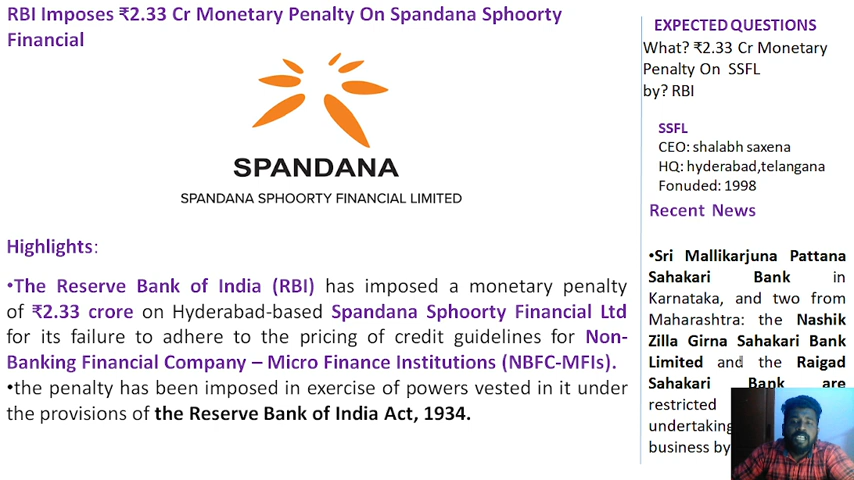 RBI Imposes ₹2.33 Cr Monetary Penalty On Spandana Sphoorty
Financial
SPANDANA
SPANDANA SPHOORTY FINANCIAL LIMITED
Highlights:
•The Reserve Bank of India (RBI) has imposed a monetary penalty
of ₹2.33 crore on Hyderabad-based Spandana Sphoorty Financial Ltd
for its failure to adhere to the pricing of credit guidelines for Non-
Banking Financial Company – Micro Finance Institutions (NBFC-MFIs).
•the penalty has been imposed in exercise of powers vested in it under
the provisions of the Reserve Bank of India Act, 1934.
EXPECTED QUESTIONS
What? ₹2.33 Cr Monetary
Penalty On SSFL
by? RBI
SSFL
CEO: shalabh saxena
HQ: hyderabad,telangana
Fonuded: 1998
Recent News
•Sri Mallikarjuna Pattana
Sahakari Bank in
Karnataka, and two from
Maharashtra: the Nashik
Zilla Girna Sahakari Bank
Limited and the Raigad
Sahakari Bank are
restricted
undertaking
business by